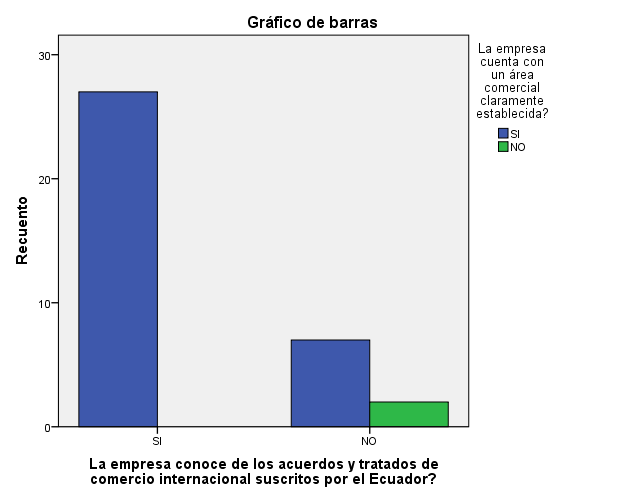 Gráfico de barras
La empresa
cuenta con
un área
comercial
claramente
establecida?
SI
NO
Recuento
30
20
10
0
SI
NO
La empresa conoce de los acuerdos y tratados de
comercio internacional suscritos por el Ecuador?